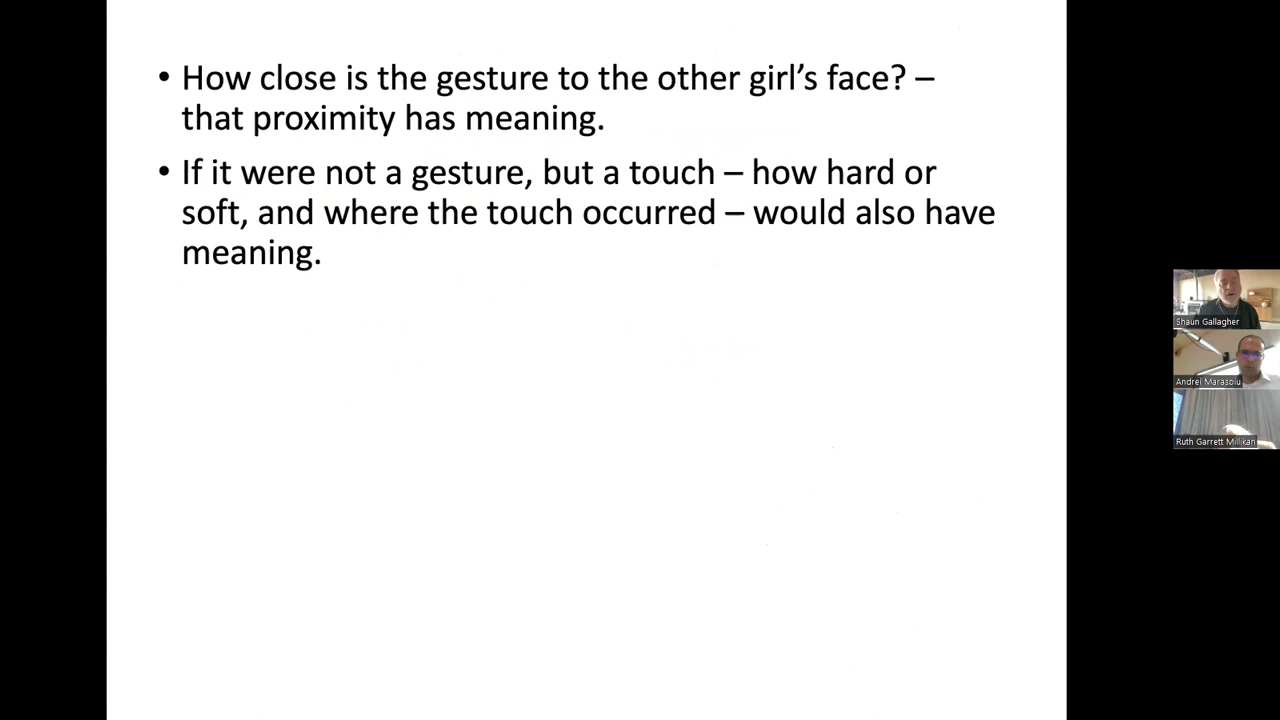 • How close is the gesture to the other girl’s face? –
that proximity has meaning.
• If it were not a gesture, but a touch – how hard or
soft, and where the touch occurred – would also have
meaning.
Shaun Gallagher
Andrei Marasoiu
Ruth Garrett Millikan